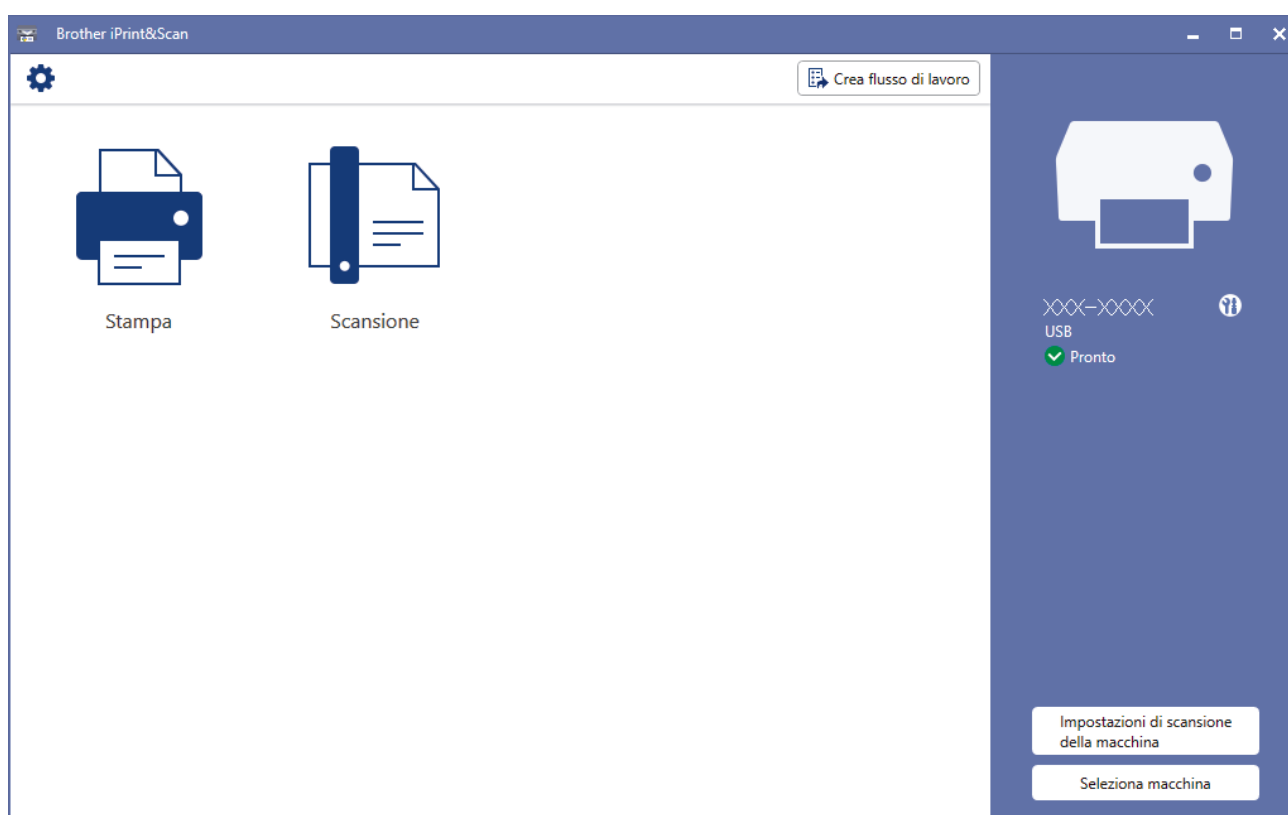 Brother iPrint&Scan
Crea flusso di lavoro
Stampa
Scansione
XXX-XXXX
USB
Pronto
Impostazioni di scansione
della macchina
Seleziona macchina